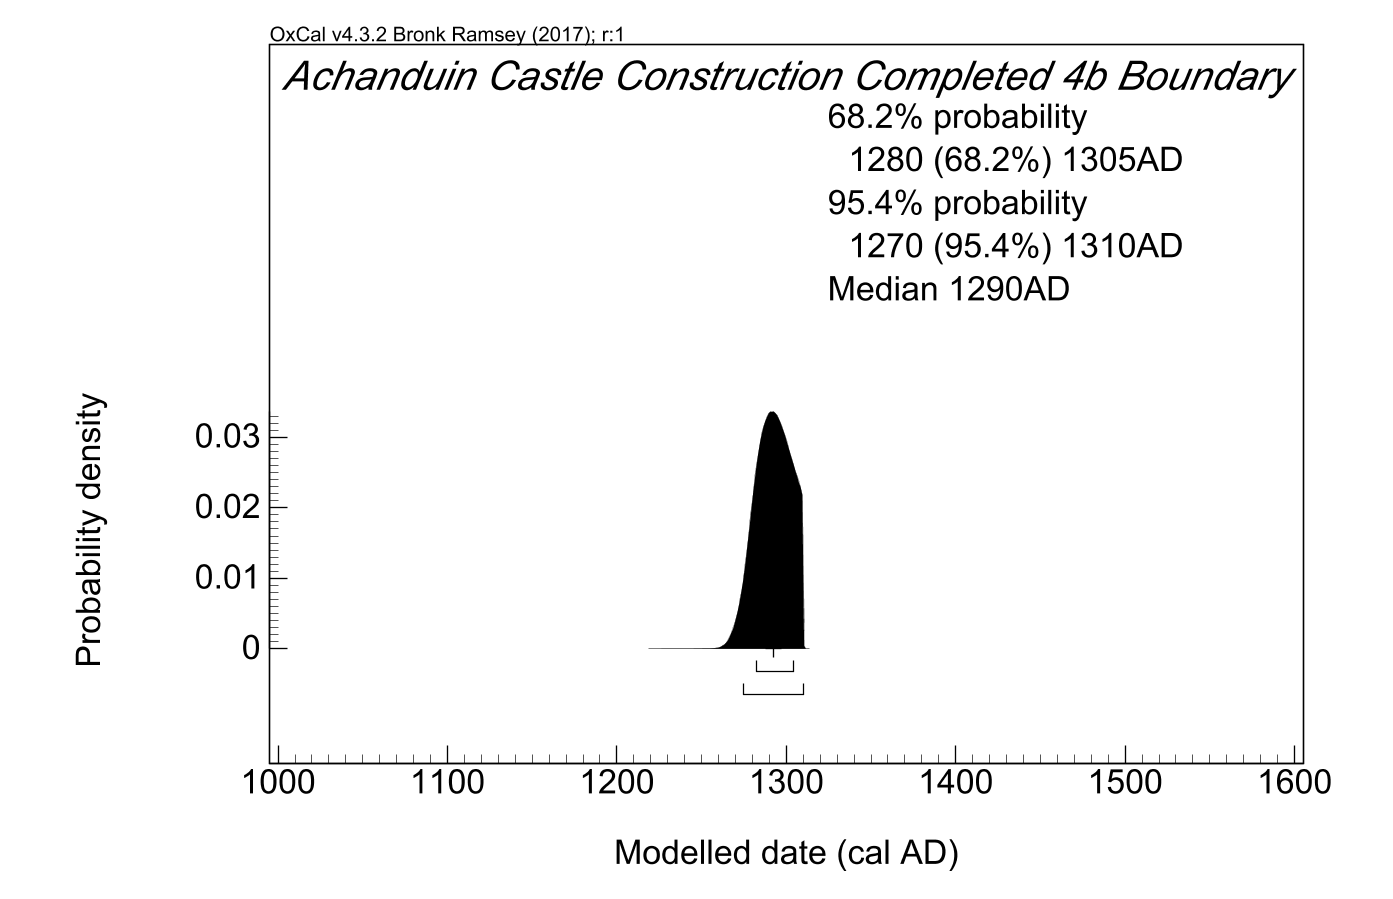 OxCal v4.3.2 Bronk Ramsey (2017); r:1
Achanduin Castle Construction Completed 4b Boundary
68.2% probability
1280 (68.2%) 1305AD
95.4% probability
1270 (95.4%) 1310AD
Median 1290AD
Probability density
0.03
0.02
0.01
0
1000 1100 1200 1300 1400 1500 1600
Modelled date (cal AD)